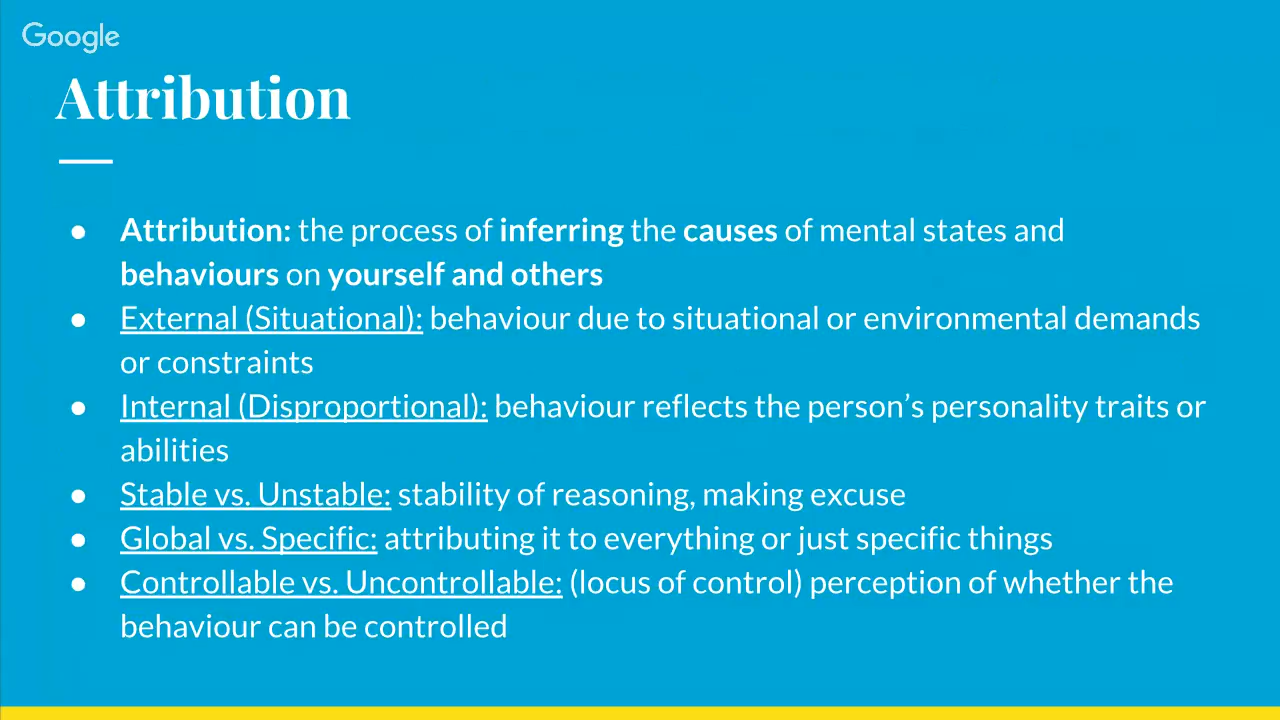 Google
Attribution
● Attribution: the process of inferring the causes of mental states and
behaviours on yourself and others
● External (Situational): behaviour due to situational or environmental demands
or constraints
● Internal (Disproportional): behaviour reflects the person’s personality traits or
abilities
● Stable vs. Unstable: stability of reasoning, making excuse
● Global vs. Specific: attributing it to everything or just specific things
● Controllable vs. Uncontrollable: (locus of control) perception of whether the
behaviour can be controlled